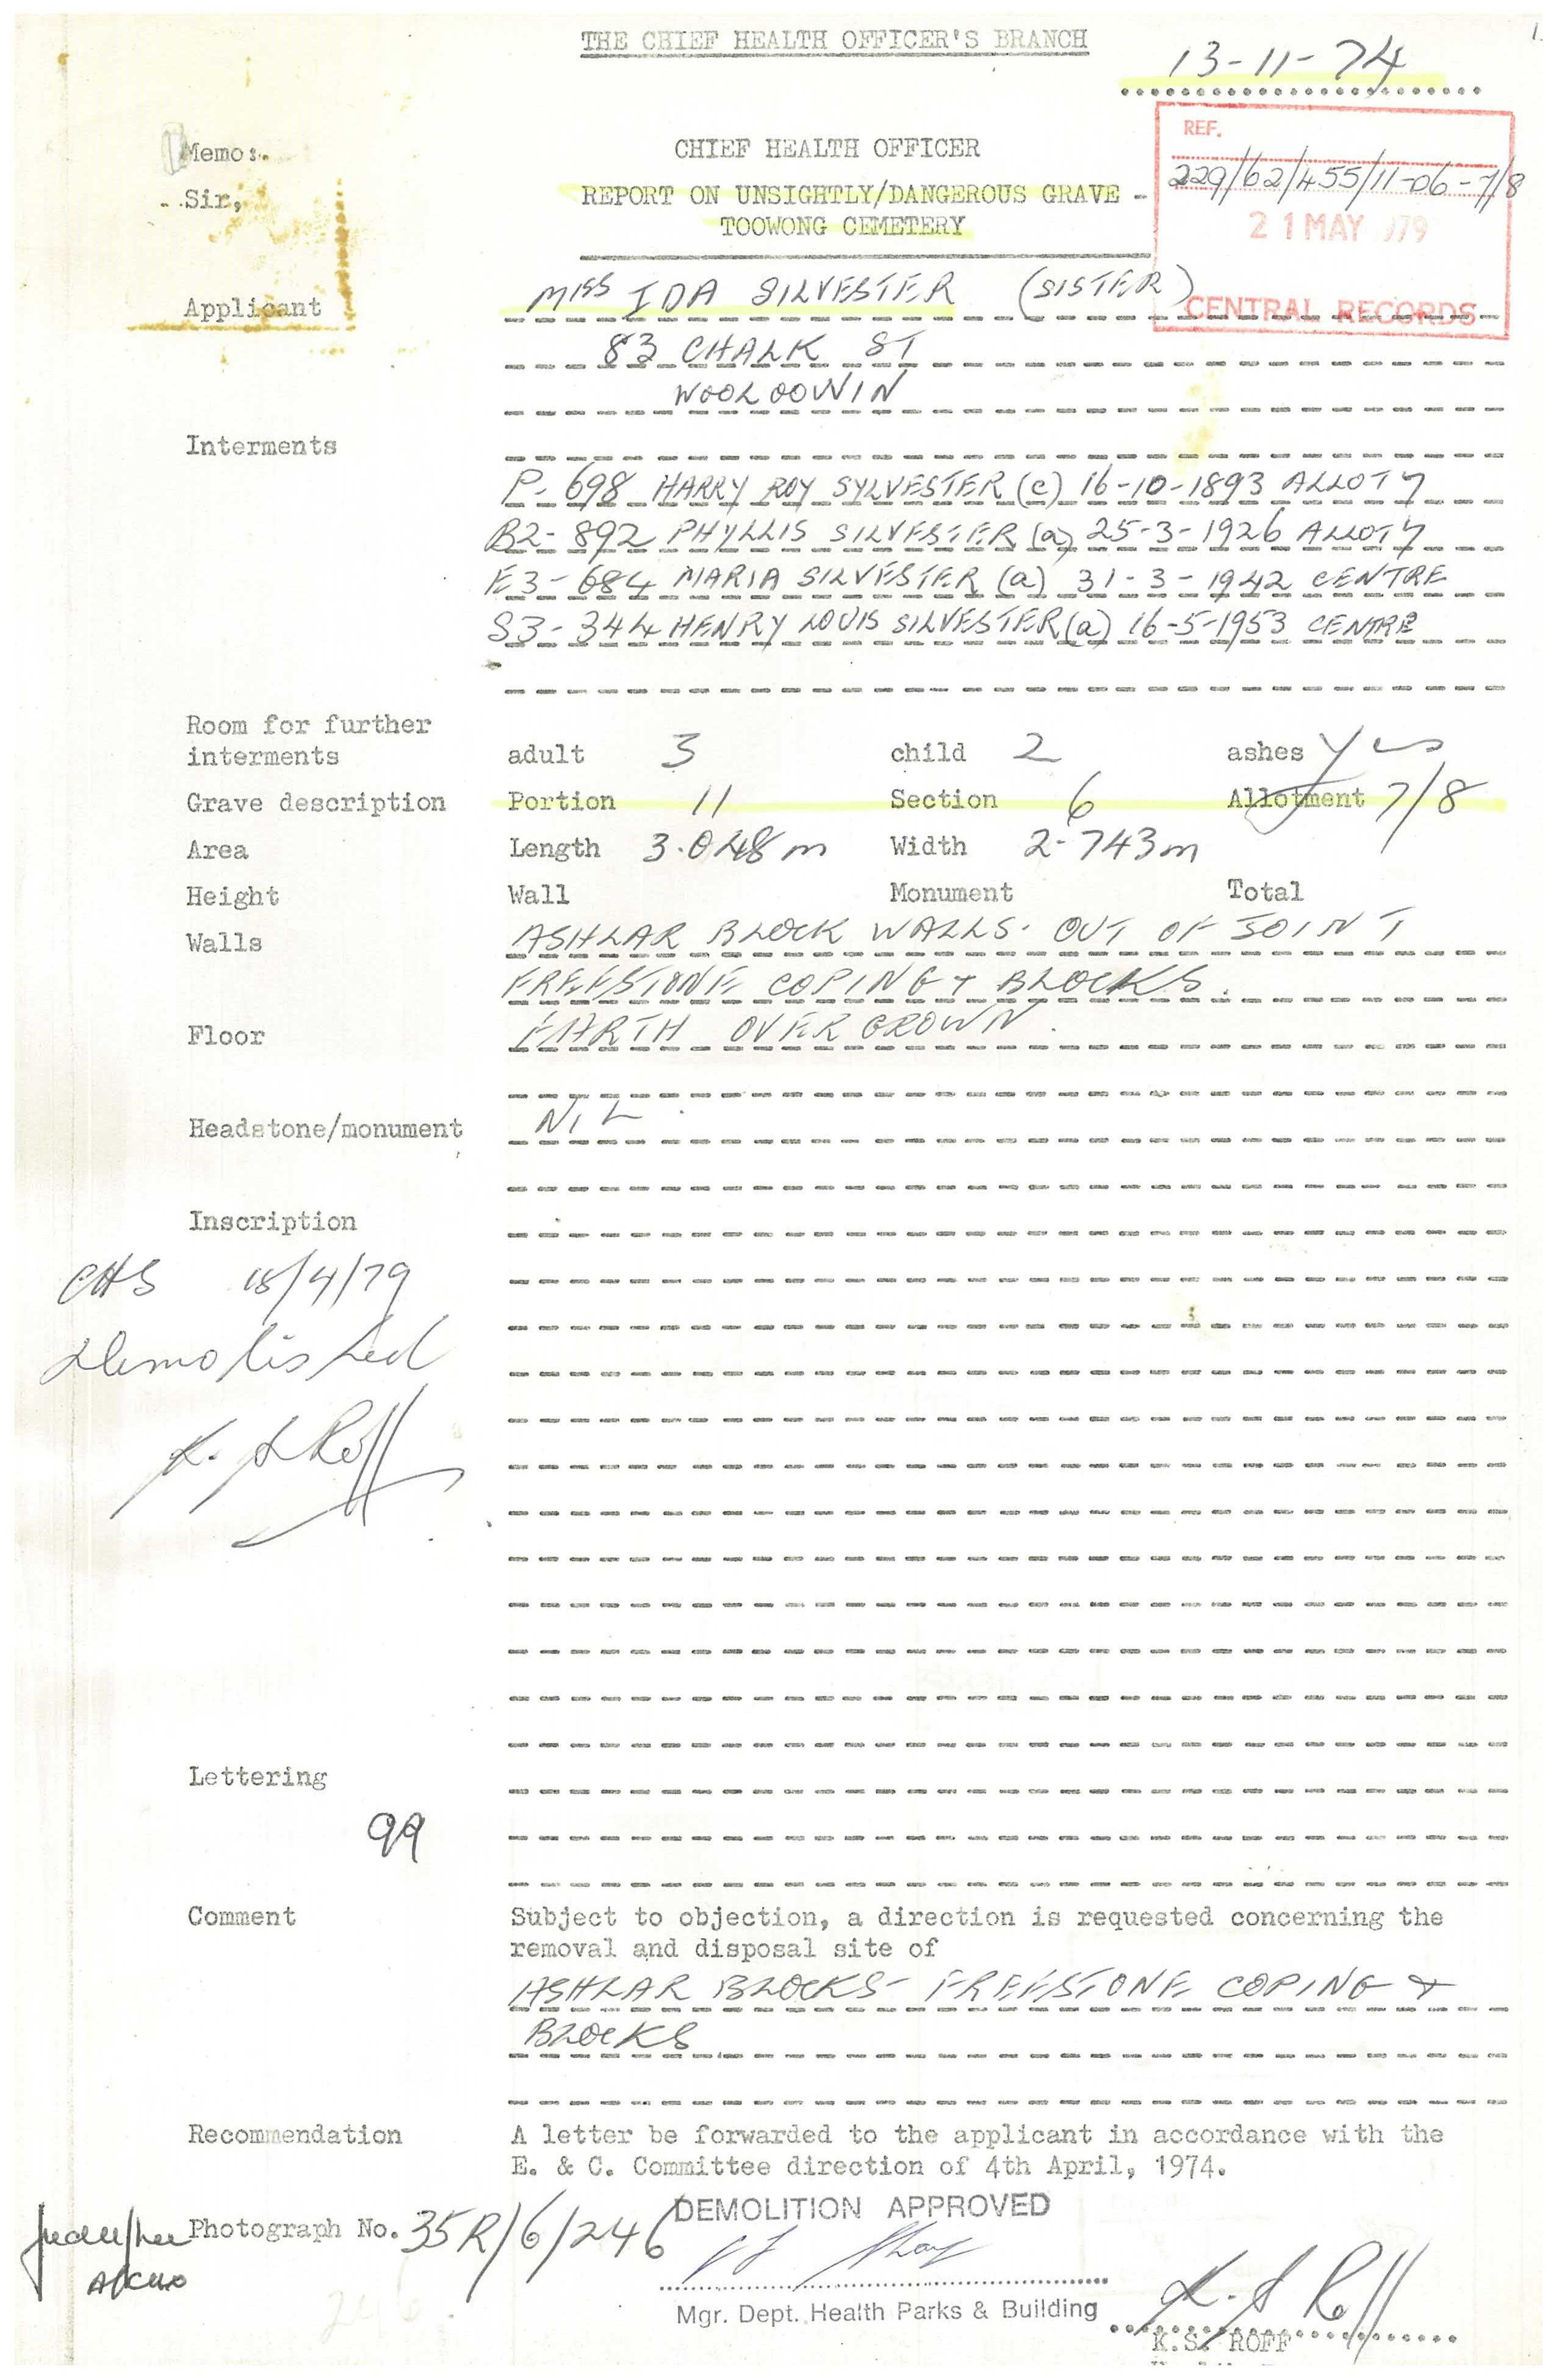 THE CHIEF HEALTH OFFICER'S BRANCH
1.
13-11-74
Memo:
Sir,
CHIEF HEALTH OFFICER
REPORT ON UNSIGHTLY/DANGEROUS GRAVE -
TOOWONG CEMETERY
REF.
229/62/455/11-06-7/8
21 MAY 979
CENTRAL RECORDS
Applicant MISS IDA SILVESTER (SISTER)
83 CHALK ST
WOOLOOWIN
Interments
P-698 HARRY ROY SYLVESTER (c) 16-10-1893 ALLOT 7
B2-892 PHYLLIS SILVESTER (a) 25-3-1926 ALLOT 7
E3-684 MARIA SILVESTER (a) 31-3-1942 CENTRE
S3-344 HENRY LOUIS SILVESTER (a) 16-5-1953 CENTRE
Room for further
interments adult 3 child 2 ashes yes
Grave description Portion 11 Section 6 Allotment 7/8
Area Length 3.048m Width 2.743m
Height Wall Monument Total
Walls ASHLAR BLOCK WALLS. OUT OF JOINT
FREESTONE COPING + BLOCKS.
Floor EARTH OVERGROWN.
Headstone/monument NIL.
Inscription
CHS 18/4/79
Demolished
K. S Roff
Lettering
99
Comment Subject to objection, a direction is requested concerning the
removal and disposal site of
ASHLAR BLOCKS - FREESTONE COPING +
BLOCKS
Recommendation A letter be forwarded to the applicant in accordance with the
E. & C. Committee direction of 4th April, 1974.
Photograph No. 35R/6/246
DEMOLITION APPROVED
A/CHO
246.
Mgr. Dept. Health Parks & Building
K. S Roff
K.S. ROFF